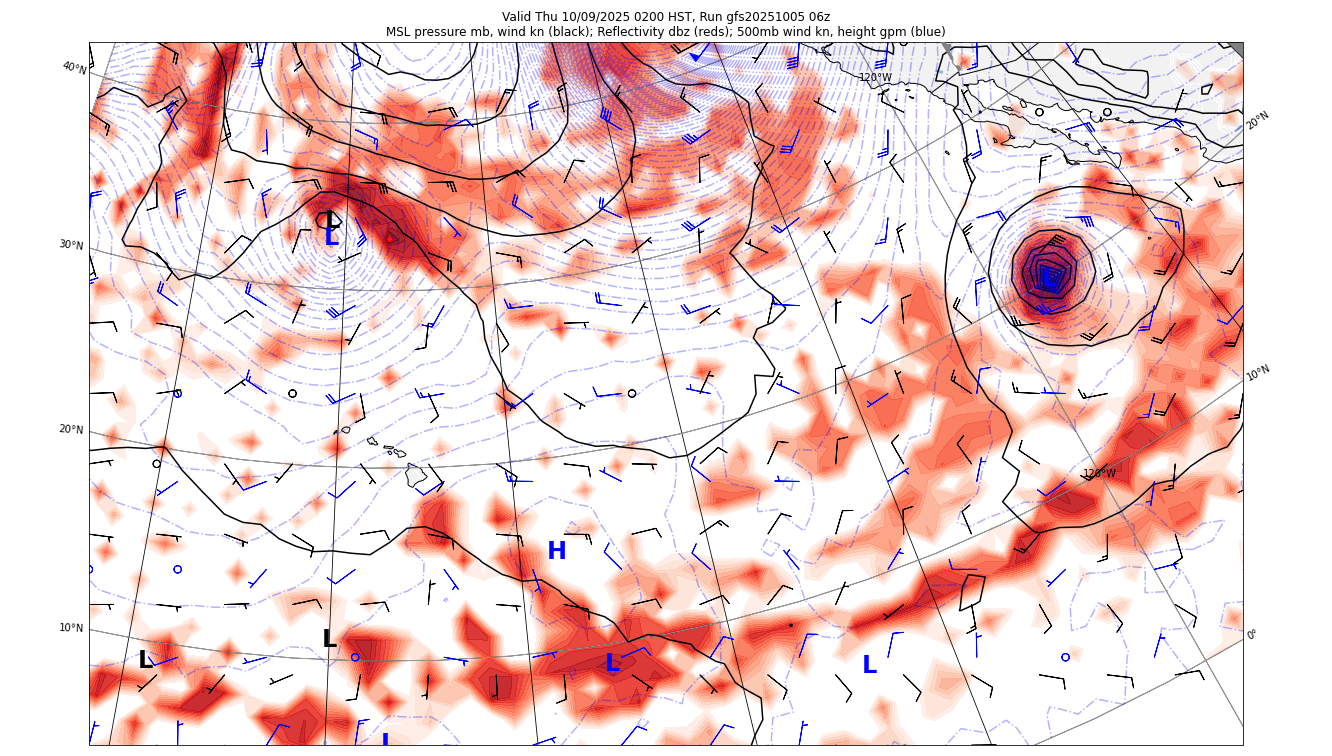 Valid Thu 10/09/2025 0200 HST, Run gfs20251005 06z
MSL pressure mb, wind kn (black); Reflectivity dbz (reds); 500mb wind kn, height gpm (blue)
40°N
120°W
20°N
L
L
30°N
10°N
20°N
120°W
H
10°N
L
0°
L
L
L
L